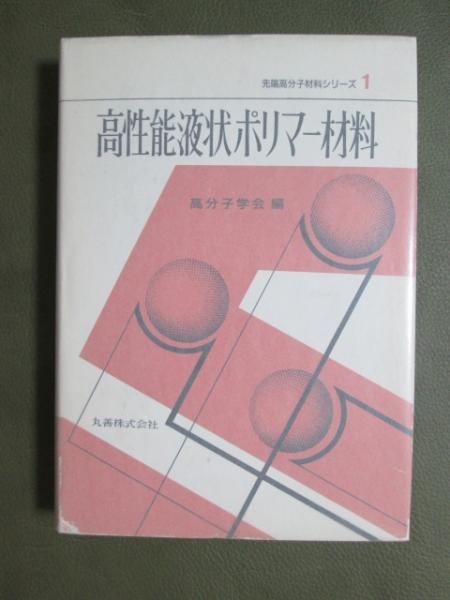 先端高分子材料シリーズ 1
高性能液状ポリマー材料
高分子学会 編
丸善株式会社